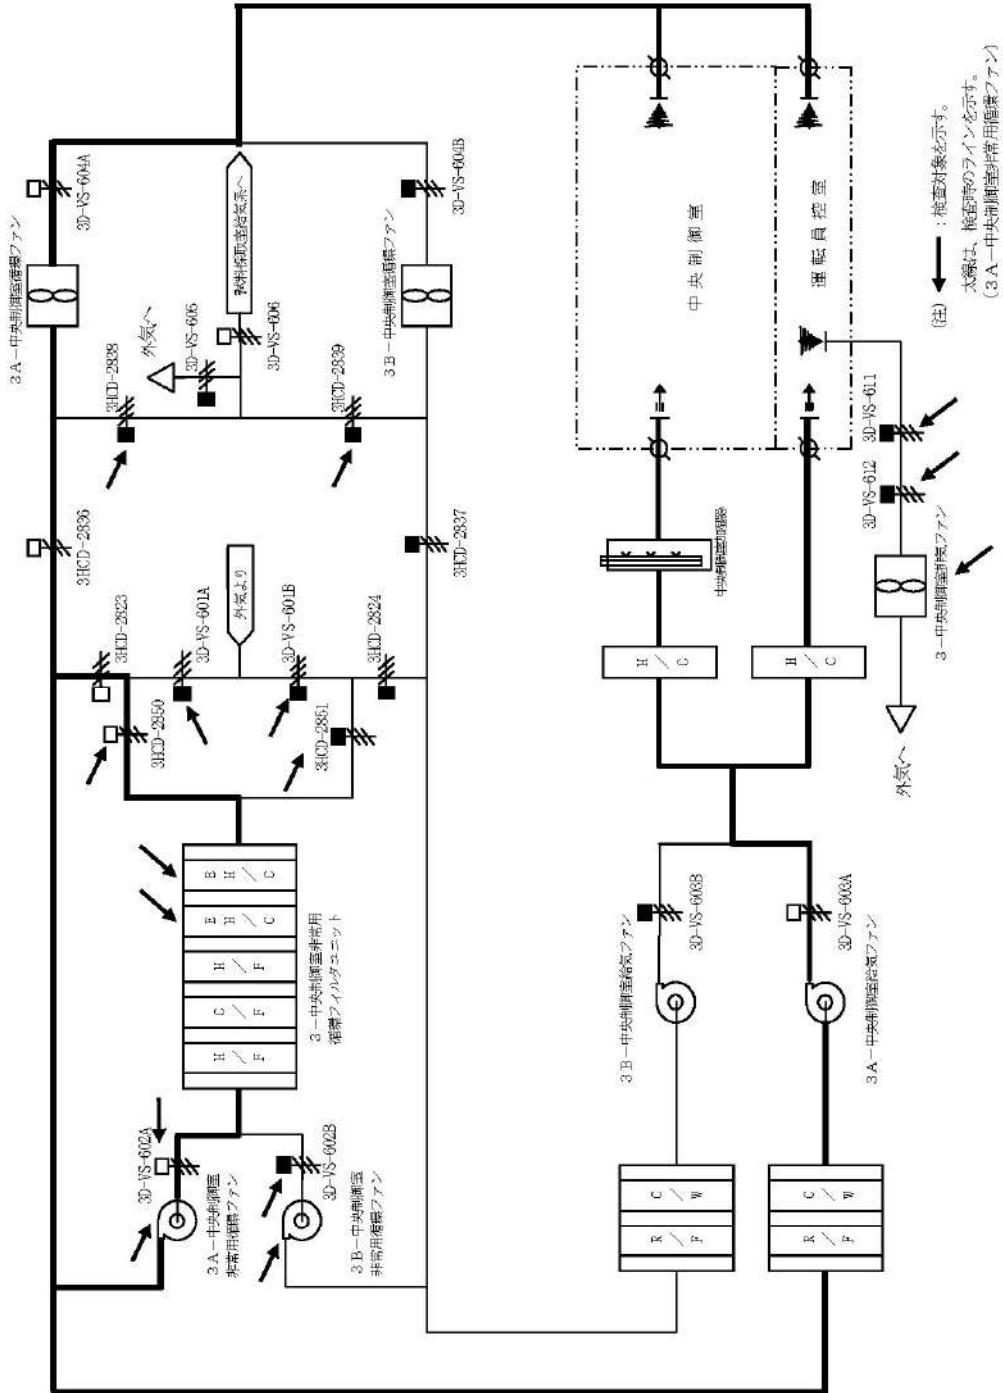 3A－中央制御室循環ファン
3D-VS-604A
3HCD-2836
3HCD-2838
外気へ
3D-VS-605
3D-VS-606
試料採取室給気系へ
3D-VS-604B
3B－中央制御室循環ファン
3HCD-2839
3HCD-2837
3HCD-2823
3D-VS-601A
外気より
3D-VS-601B
3HCD-2824
3HCD-2850
3HCD-2851
H／F
C／F
H／F
E
H／C
B
H／C
3－中央制御室非常用
循環フィルタユニット
3D-VS-602A
3A－中央制御室
非常用循環ファン
3D-VS-602B
3B－中央制御室
非常用循環ファン
中央制御室
運転員控室
H／C
H／C
3D-VS-611
3D-VS-612
3－中央制御室排気ファン
外気へ
3D-VS-603B
3B－中央制御室給気ファン
3D-VS-603A
3A－中央制御室給気ファン
R／F
C／W
R／F
C／W
(注)
：検査対象を示す。
太線は、検査時のラインを示す。
(3A－中央制御室非常用循環ファン)